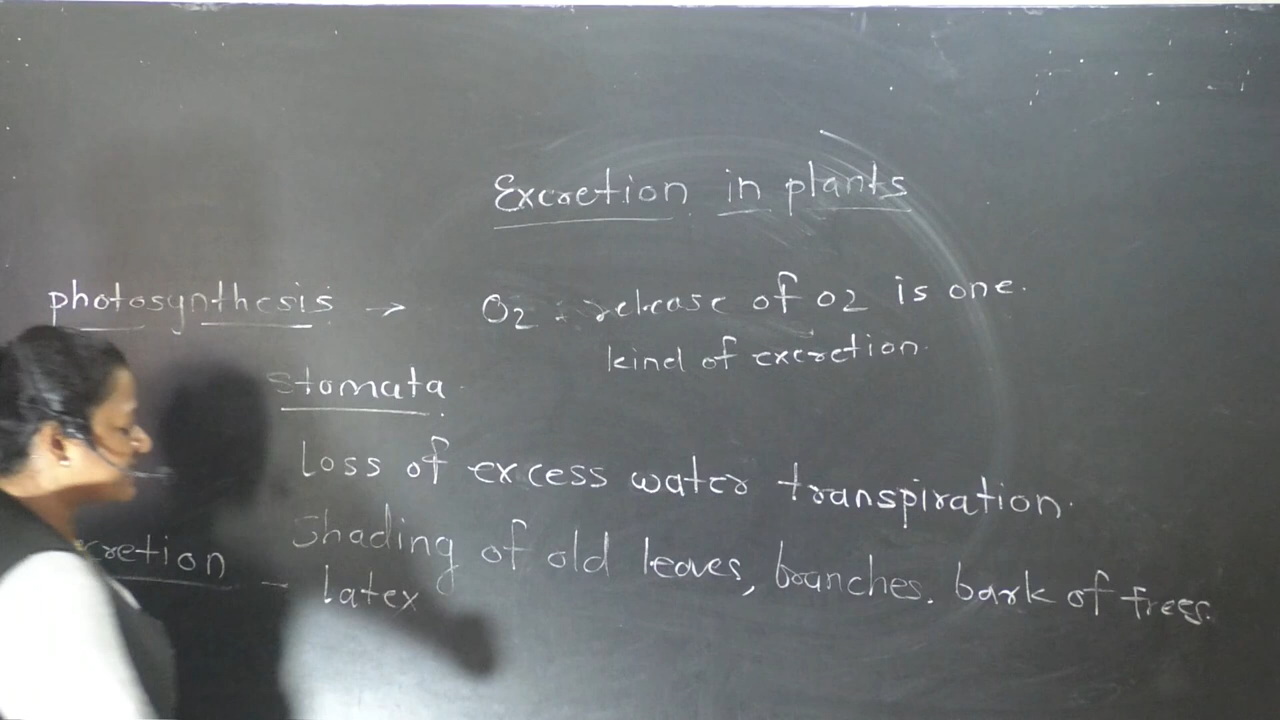 Excretion in plants
photosynthesis → O2 : release of O2 is one.
kind of excretion.
Stomata.
Loss of excess water transpiration.
Shading of old leaves, branches. bark of trees.
cretion - Latex